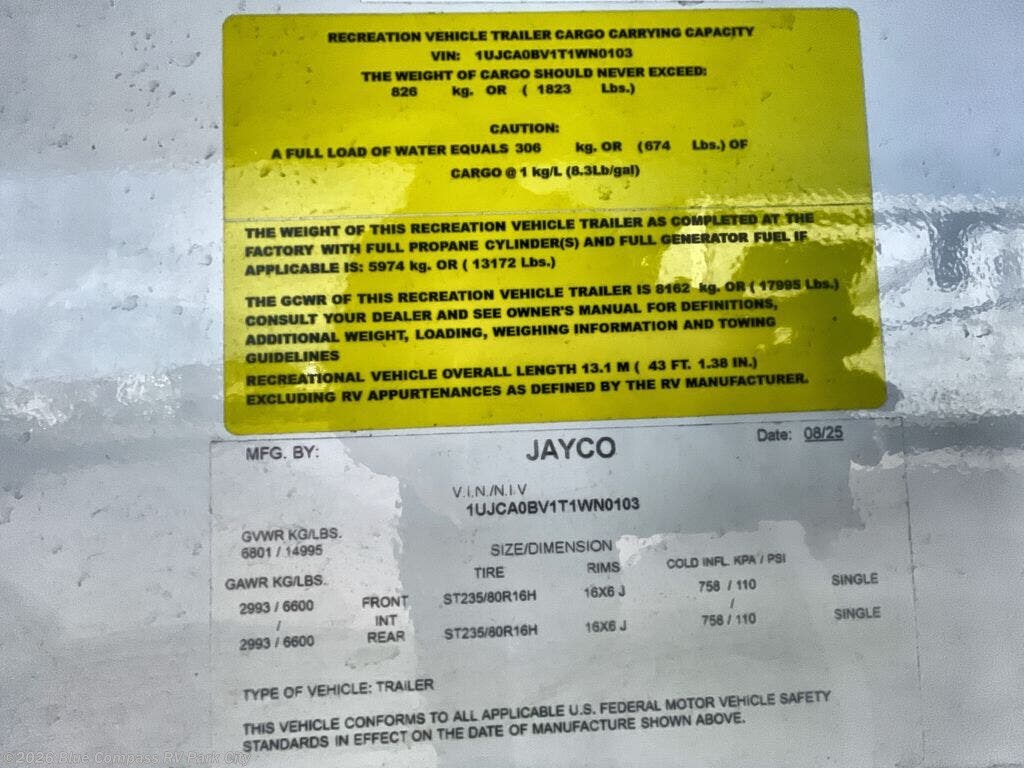 RECREATION VEHICLE TRAILER CARGO CARRYING CAPACITY
VIN: 1UJCA0BV1T1WN0103
THE WEIGHT OF CARGO SHOULD NEVER EXCEED:
826 kg. OR ( 1823 Lbs.)
CAUTION:
A FULL LOAD OF WATER EQUALS 306 kg. OR (674 Lbs.) OF
CARGO @ 1 kg/L (8.3Lb/gal)
THE WEIGHT OF THIS RECREATION VEHICLE TRAILER AS COMPLETED AT THE
FACTORY WITH FULL PROPANE CYLINDER(S) AND FULL GENERATOR FUEL IF
APPLICABLE IS: 5974 kg. OR ( 13172 Lbs.)
THE GCWR OF THIS RECREATION VEHICLE TRAILER IS 8162 kg. OR ( 17995 Lbs.)
CONSULT YOUR DEALER AND SEE OWNER'S MANUAL FOR DEFINITIONS,
ADDITIONAL WEIGHT, LOADING, WEIGHING INFORMATION AND TOWING
GUIDELINES
RECREATIONAL VEHICLE OVERALL LENGTH 13.1 M ( 43 FT. 1.38 IN.)
EXCLUDING RV APPURTENANCES AS DEFINED BY THE RV MANUFACTURER.
MFG. BY: JAYCO Date: 08/25
V.I.N./N.I.V
1UJCA0BV1T1WN0103
GVWR KG/LBS.
6801 / 14995
SIZE/DIMENSION
GAWR KG/LBS. TIRE RIMS COLD INFL. KPA / PSI
2993 / 6600 FRONT ST235/80R16H 16X6 J 758 / 110 SINGLE
/ INT /
2993 / 6600 REAR ST235/80R16H 16X6 J 758 / 110 SINGLE
TYPE OF VEHICLE: TRAILER
THIS VEHICLE CONFORMS TO ALL APPLICABLE U.S. FEDERAL MOTOR VEHICLE SAFETY
STANDARDS IN EFFECT ON THE DATE OF MANUFACTURE SHOWN ABOVE.
©2026 Blue Compass RV Park City